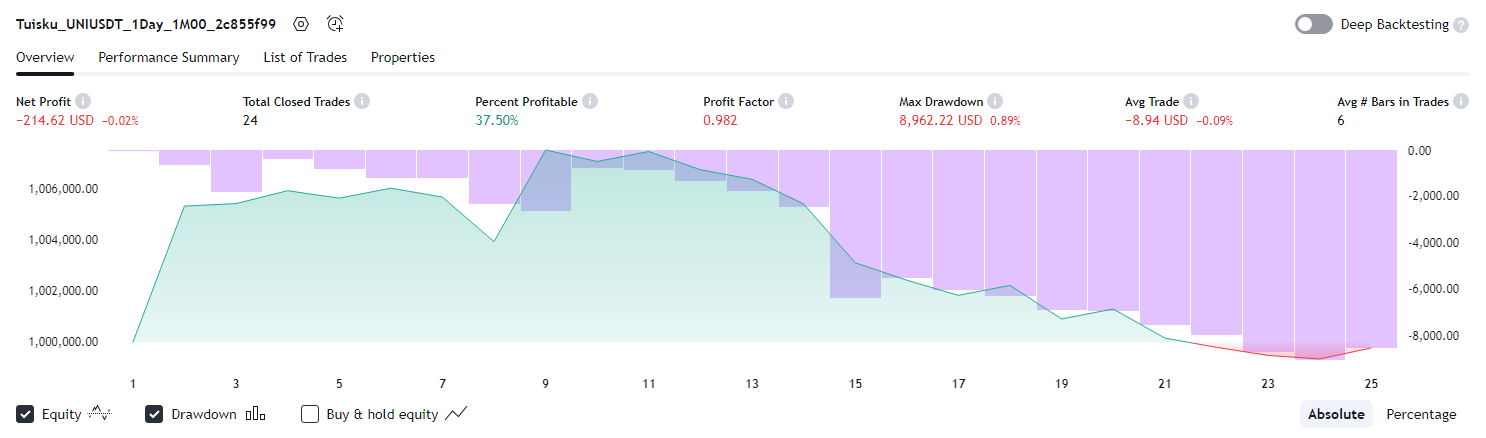 Tuisku_UNIUSDT_1Day_1M00_2c855f99
Deep Backtesting ?
Overview Performance Summary List of Trades Properties
Net Profit Total Closed Trades Percent Profitable Profit Factor Max Drawdown Avg Trade Avg # Bars in Trades
−214.62 USD −0.02% 24 37.50% 0.982 8,962.22 USD 0.89% −8.94 USD −0.09% 6
0.00
1,006,000.00 -2,000.00
1,004,000.00 -4,000.00
1,002,000.00 -6,000.00
1,000,000.00 -8,000.00
1 3 5 7 9 11 13 15 17 19 21 23 25
Equity Drawdown Buy & hold equity Absolute Percentage